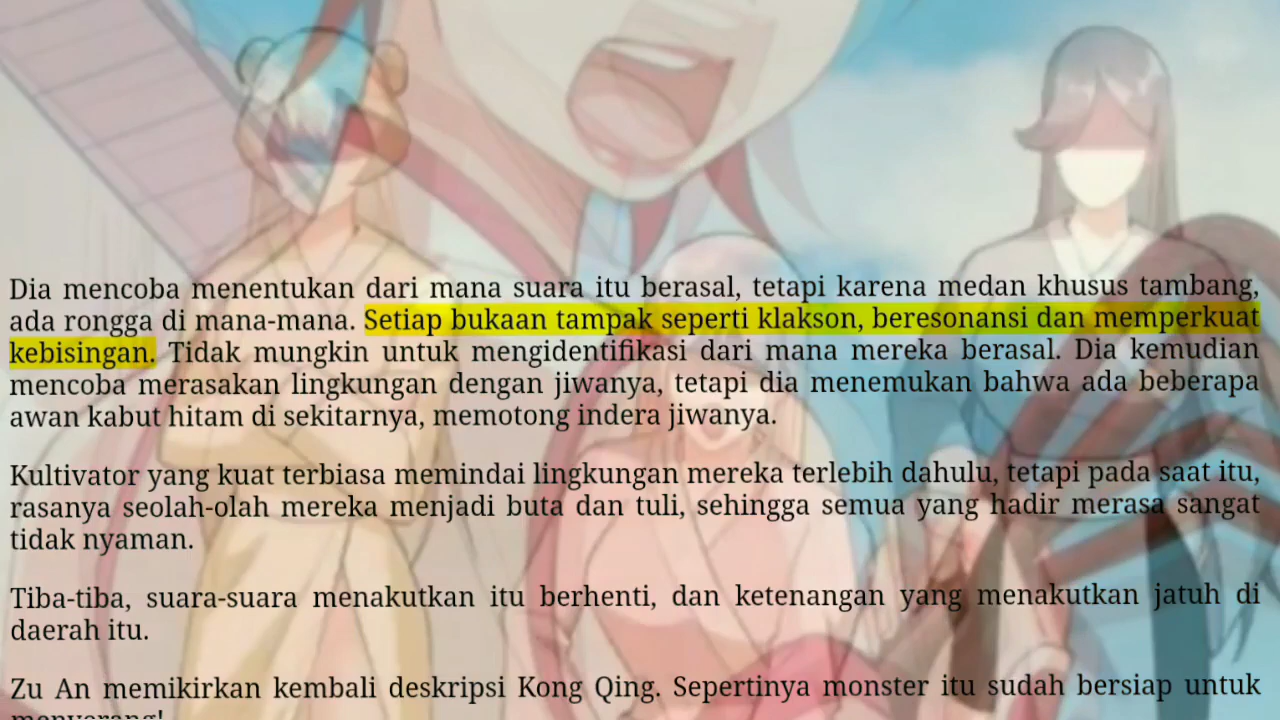 Dia mencoba menentukan dari mana suara itu berasal, tetapi karena medan khusus tambang,
ada rongga di mana-mana. Setiap bukaan tampak seperti klakson, beresonansi dan memperkuat
kebisingan. Tidak mungkin untuk mengidentifikasi dari mana mereka berasal. Dia kemudian
mencoba merasakan lingkungan dengan jiwanya, tetapi dia menemukan bahwa ada beberapa
awan kabut hitam di sekitarnya, memotong indera jiwanya.
Kultivator yang kuat terbiasa memindai lingkungan mereka terlebih dahulu, tetapi pada saat itu,
rasanya seolah-olah mereka menjadi buta dan tuli, sehingga semua yang hadir merasa sangat
tidak nyaman.
Tiba-tiba, suara-suara menakutkan itu berhenti, dan ketenangan yang menakutkan jatuh di
daerah itu.
Zu An memikirkan kembali deskripsi Kong Qing. Sepertinya monster itu sudah bersiap untuk
menyerang!